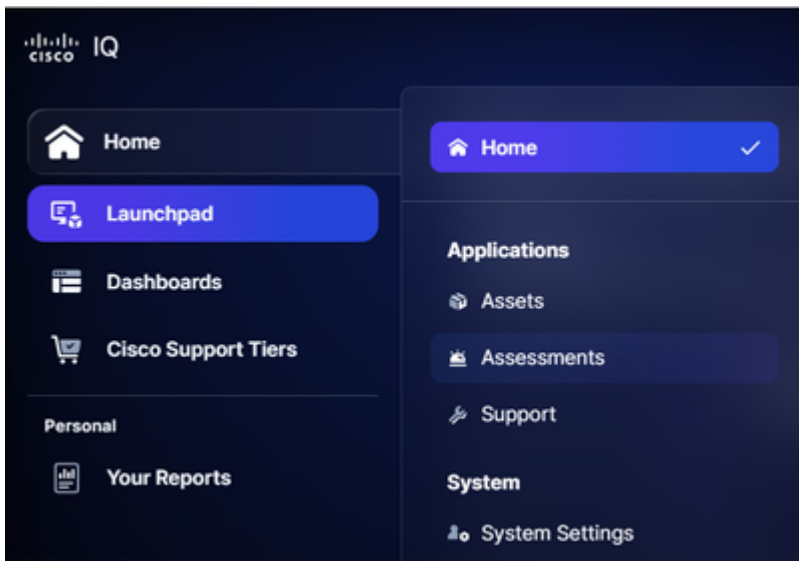 cisco IQ
Home
Launchpad
Dashboards
Cisco Support Tiers
Personal
Your Reports
Home
Applications
Assets
Assessments
Support
System
System Settings